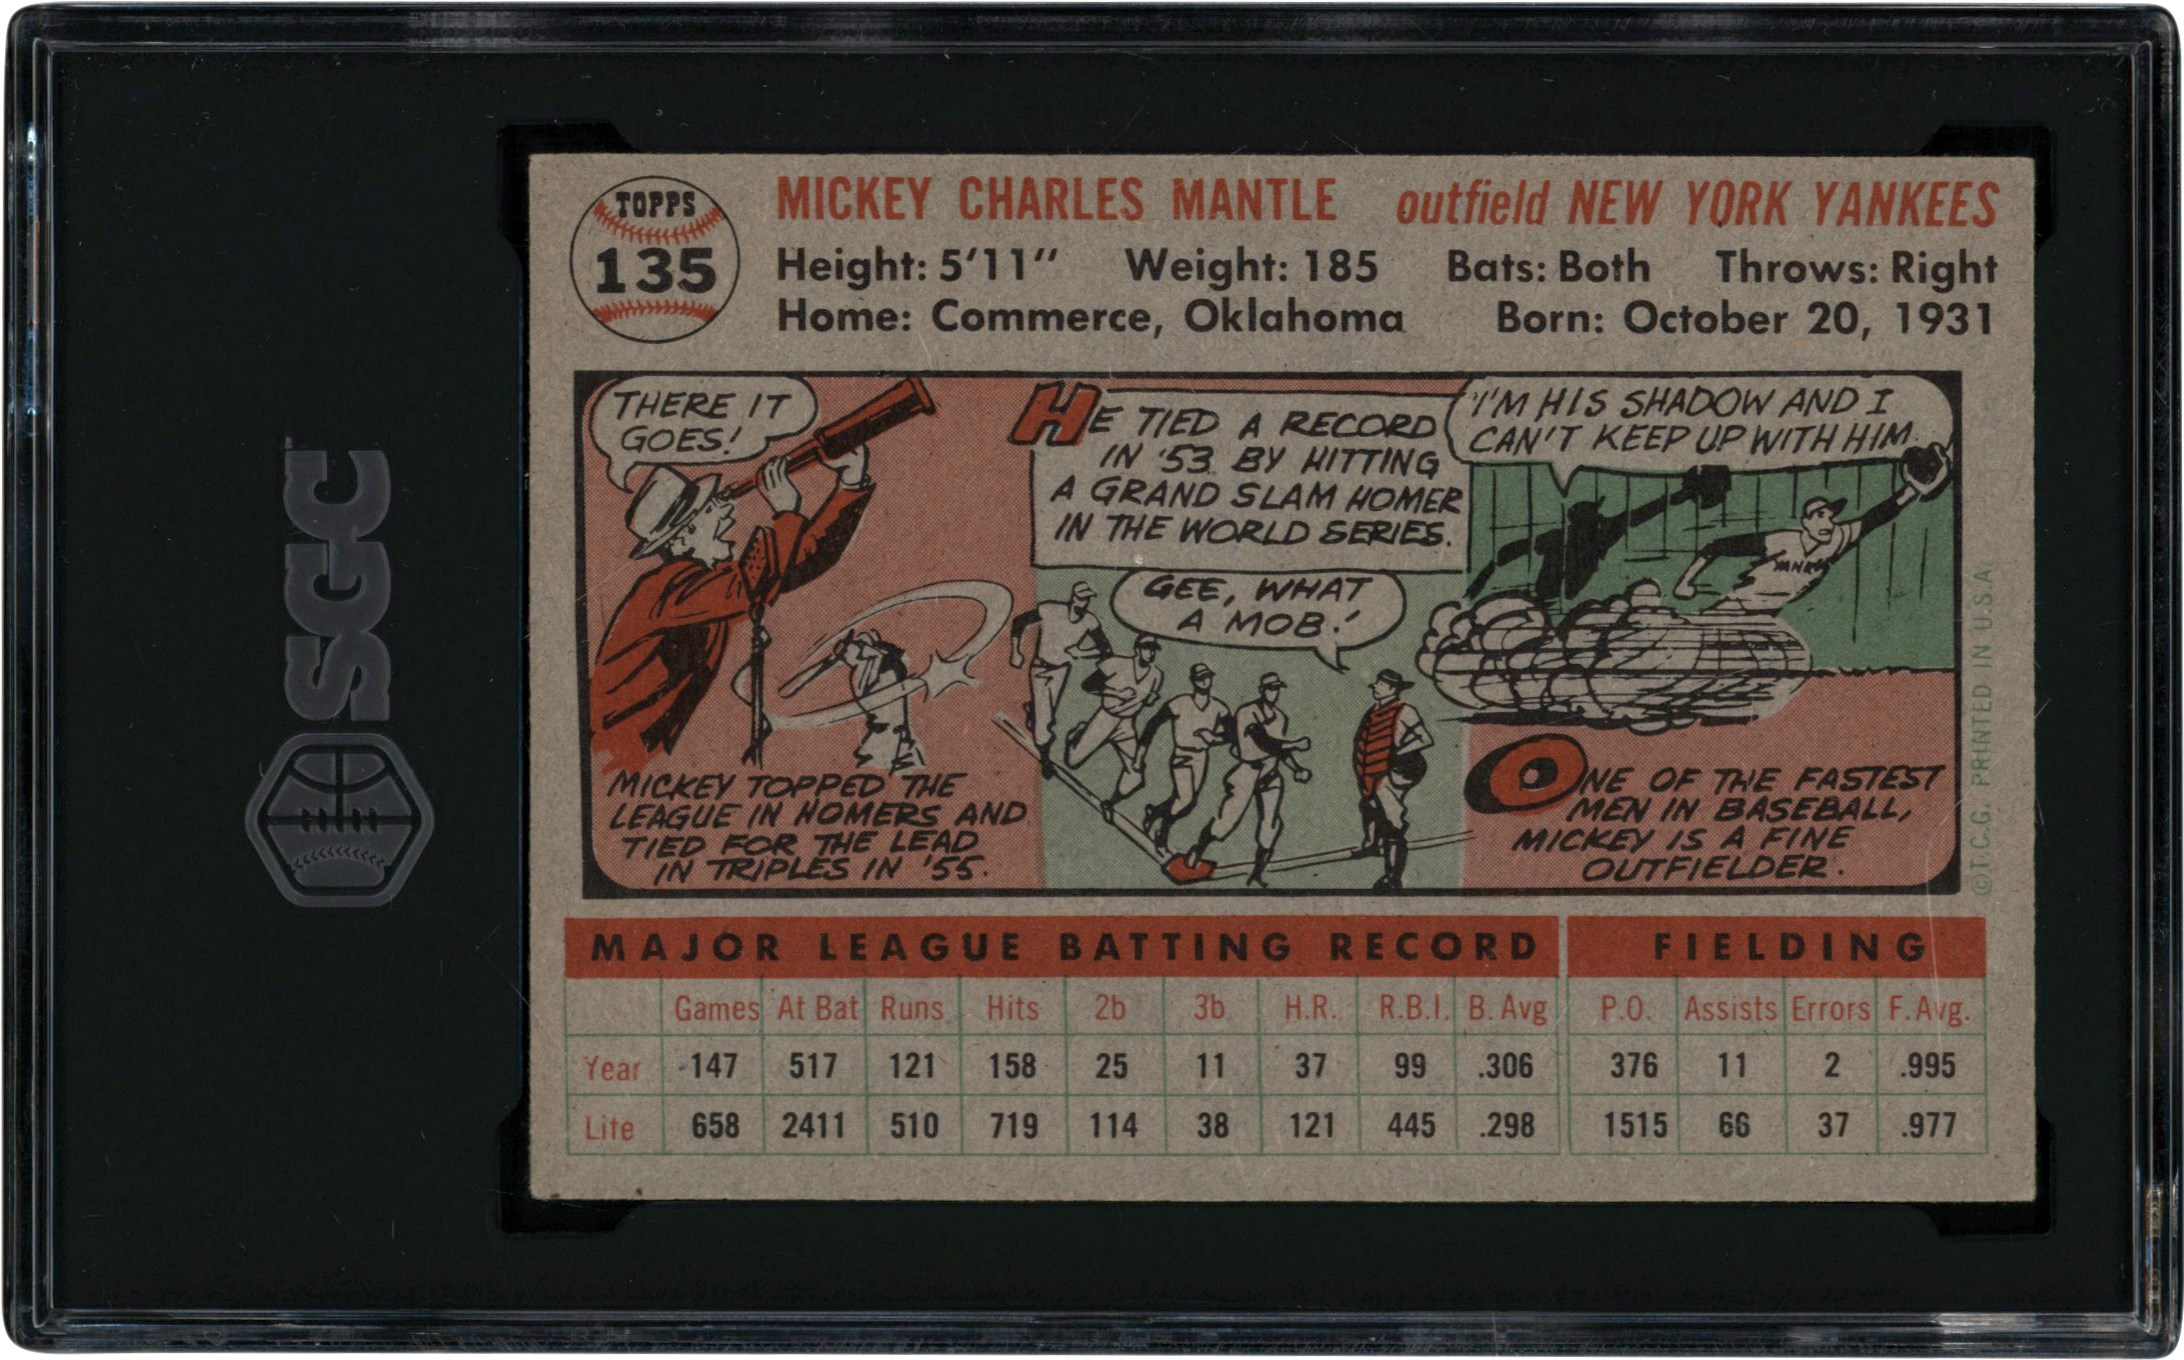 SGC
TOPPS
135
MICKEY CHARLES MANTLE outfield NEW YORK YANKEES
Height: 5'11" Weight: 185 Bats: Both Throws: Right
Home: Commerce, Oklahoma Born: October 20, 1931
THERE IT
GOES!
MICKEY TOPPED THE
LEAGUE IN HOMERS AND
TIED FOR THE LEAD
IN TRIPLES IN '55.
HE TIED A RECORD
IN '53 BY HITTING
A GRAND SLAM HOMER
IN THE WORLD SERIES.
GEE, WHAT
A MOB!
I'M HIS SHADOW AND I
CAN'T KEEP UP WITH HIM.
YANK
ONE OF THE FASTEST
MEN IN BASEBALL,
MICKEY IS A FINE
OUTFIELDER.
©T.C.G. PRINTED IN U.S.A
MAJOR LEAGUE BATTING RECORD FIELDING
Games At Bat Runs Hits 2b 3b H.R. R.B.I. B. Avg P.O. Assists Errors F. Avg.
Year 147 517 121 158 25 11 37 99 .306 376 11 2 .995
Life 658 2411 510 719 114 38 121 445 .298 1515 66 37 .977